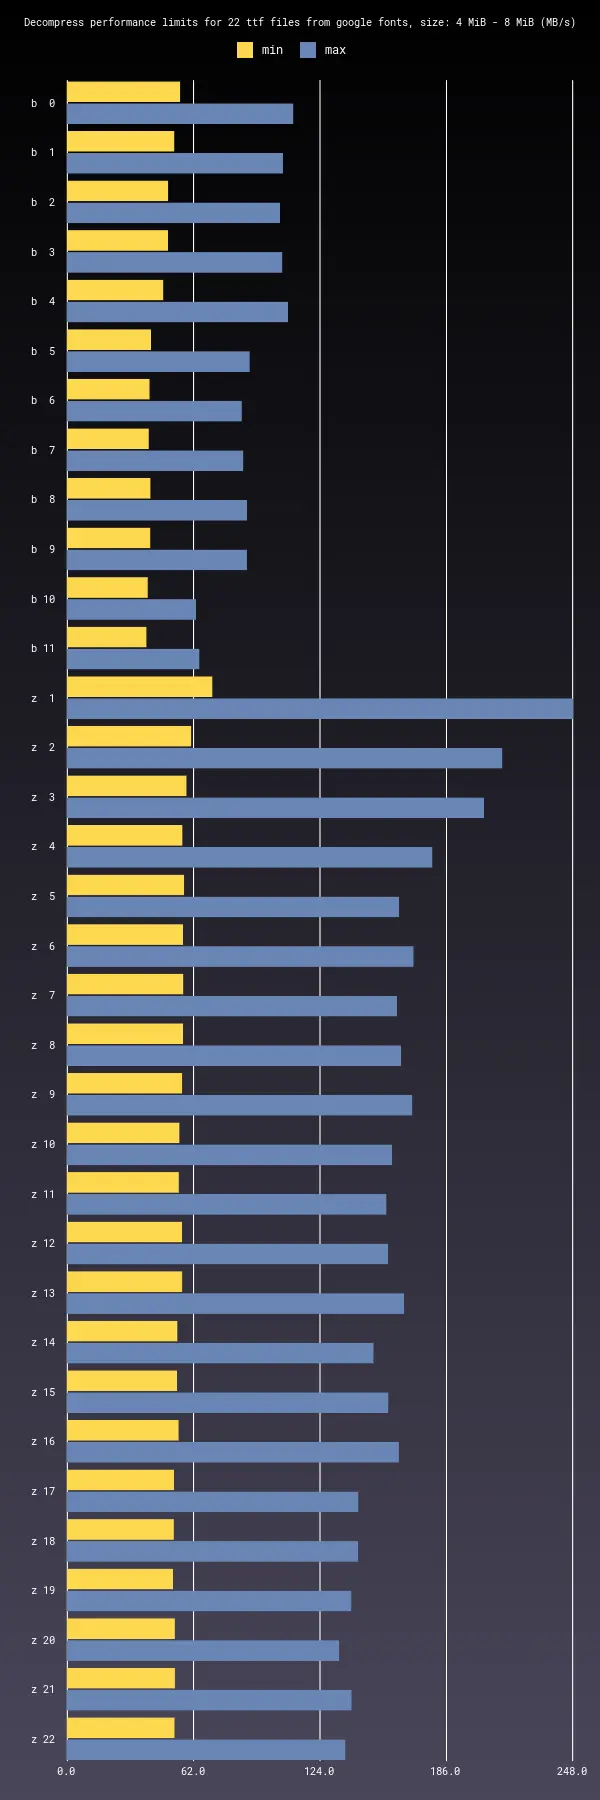 Decompress performance limits for 22 ttf files from google fonts, size: 4 MiB - 8 MiB (MB/s)
min max
b 0
b 1
b 2
b 3
b 4
b 5
b 6
b 7
b 8
b 9
b 10
b 11
z 1
z 2
z 3
z 4
z 5
z 6
z 7
z 8
z 9
z 10
z 11
z 12
z 13
z 14
z 15
z 16
z 17
z 18
z 19
z 20
z 21
z 22
0.0 62.0 124.0 186.0 248.0